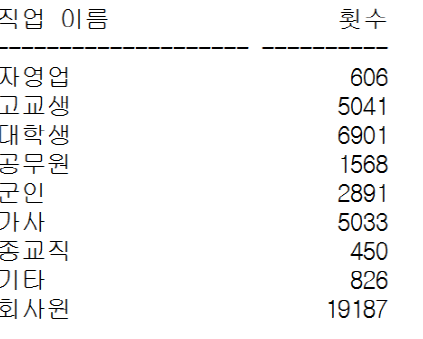 직업 이름 횟수
-------------------- ----------
자영업 606
고교생 5041
대학생 6901
공무원 1568
군인 2891
가사 5033
종교직 450
기타 826
회사원 19187